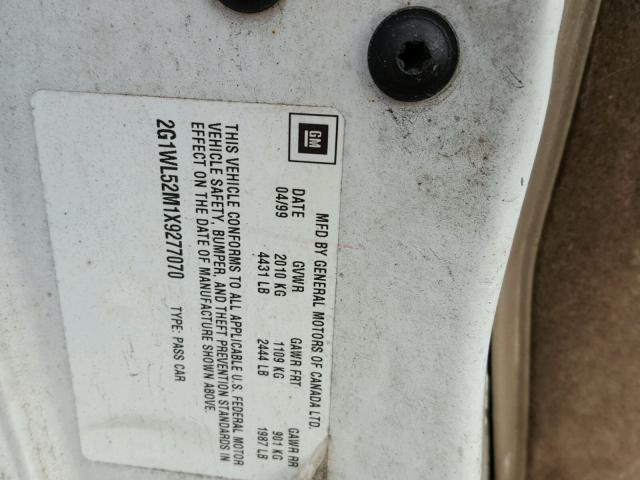 GM
MFD BY GENERAL MOTORS OF CANADA LTD.
DATE GVWR GAWR FRT GAWR RR
04/99 2010 KG 1109 KG 901 KG
4431 LB 2444 LB 1987 LB
THIS VEHICLE CONFORMS TO ALL APPLICABLE U.S. FEDERAL MOTOR
VEHICLE SAFETY, BUMPER, AND THEFT PREVENTION STANDARDS IN
EFFECT ON THE DATE OF MANUFACTURE SHOWN ABOVE.
2G1WL52M1X9277070 TYPE: PASS CAR